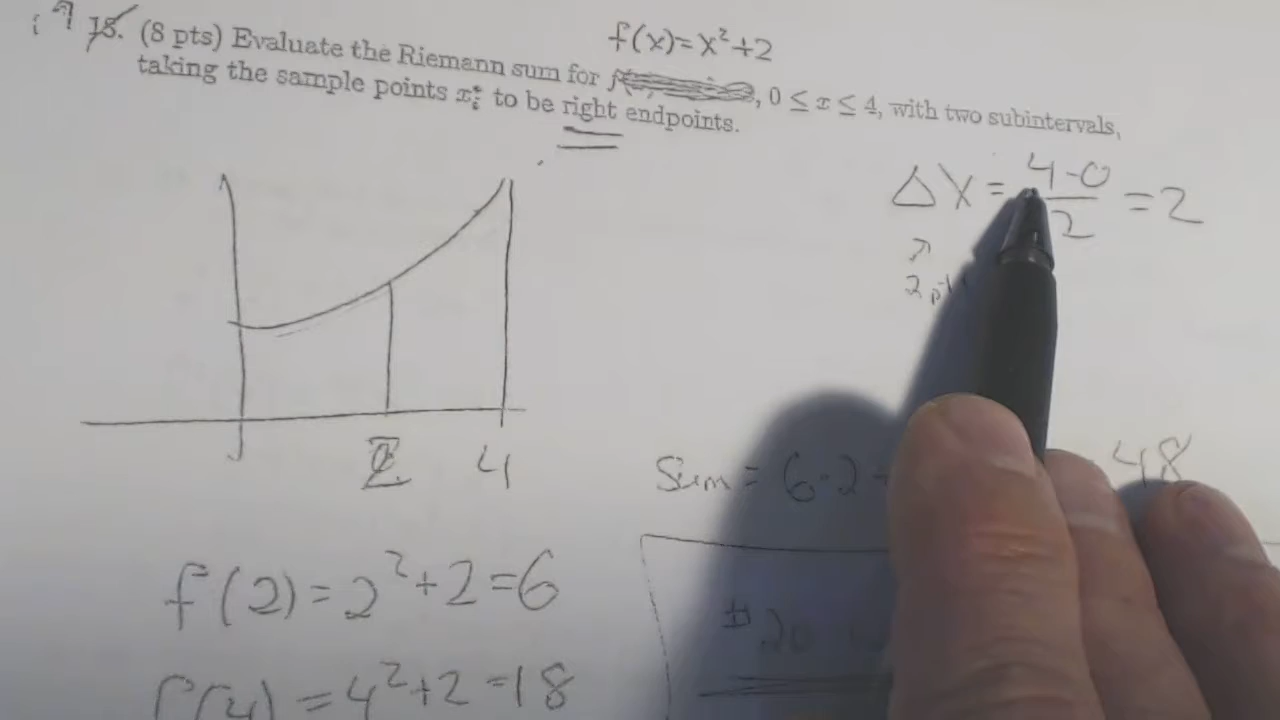 18. (8 pts) Evaluate the Riemann sum for f(x)=x²+2, 0 ≤ x ≤ 4, with two subintervals,
taking the sample points xᵢ* to be right endpoints.
Δx = 4-0 / 2 = 2
2
2 4
Sum = 6·2 48
f(2) = 2²+2 = 6
#20
f(4) = 4²+2 = 18